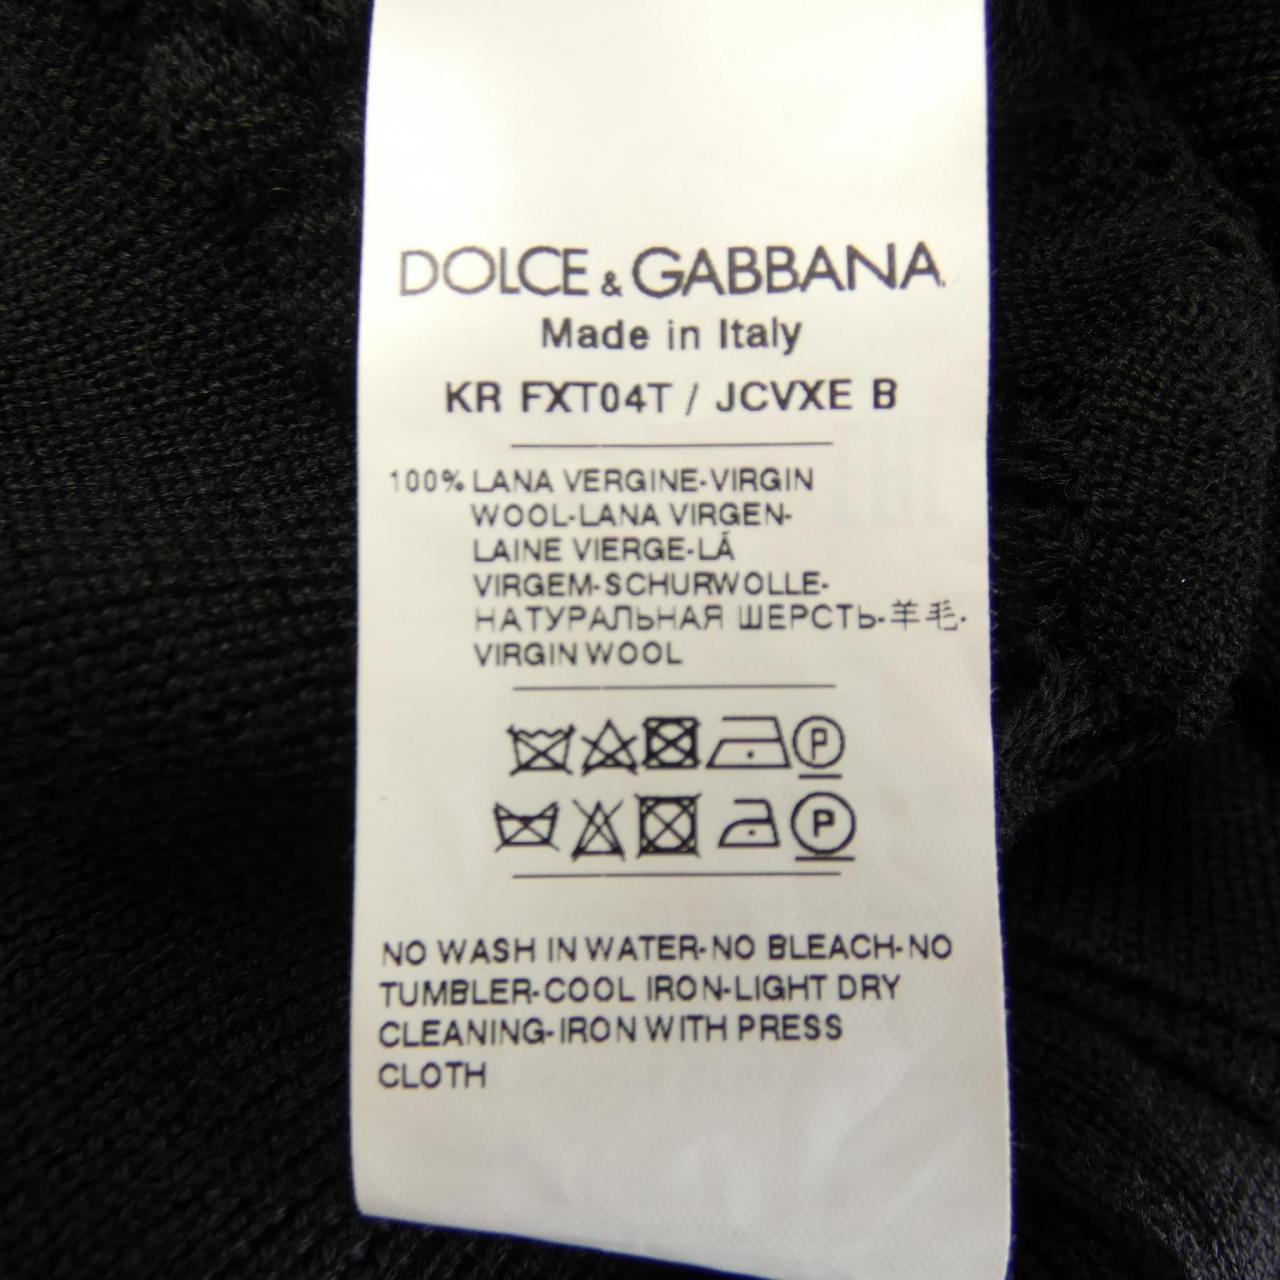 DOLCE & GABBANA
Made in Italy
KR FXT04T / JCVXE B
100% LANA VERGINE-VIRGIN
WOOL-LANA VIRGEN-
LAINE VIERGE-LÃ
VIRGEM-SCHURWOLLE-
НАТУРАЛЬНАЯ ШЕРСТЬ-羊毛-
VIRGIN WOOL
P
P
NO WASH IN WATER-NO BLEACH-NO
TUMBLER-COOL IRON-LIGHT DRY
CLEANING-IRON WITH PRESS
CLOTH